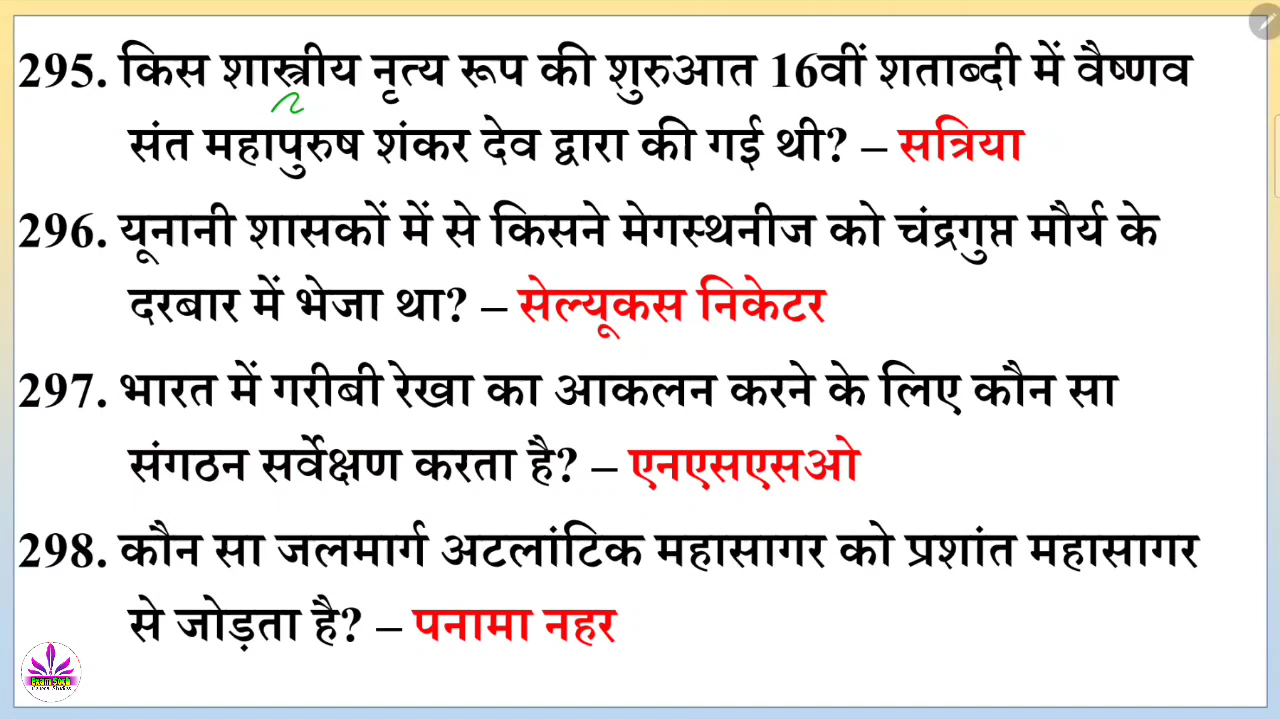 295. किस शास्त्रीय नृत्य रूप की शुरुआत 16वीं शताब्दी में वैष्णव
संत महापुरुष शंकर देव द्वारा की गई थी? – सत्रिया
296. यूनानी शासकों में से किसने मेगस्थनीज को चंद्रगुप्त मौर्य के
दरबार में भेजा था? – सेल्यूकस निकेटर
297. भारत में गरीबी रेखा का आकलन करने के लिए कौन सा
संगठन सर्वेक्षण करता है? – एनएसएसओ
298. कौन सा जलमार्ग अटलांटिक महासागर को प्रशांत महासागर
से जोड़ता है? – पनामा नहर
Exam Soch